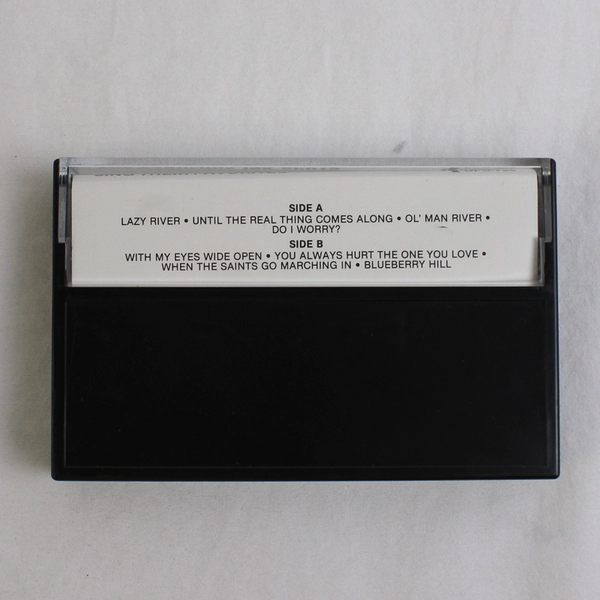 SIDE A
LAZY RIVER • UNTIL THE REAL THING COMES ALONG • OL' MAN RIVER •
DO I WORRY?
SIDE B
WITH MY EYES WIDE OPEN • YOU ALWAYS HURT THE ONE YOU LOVE •
WHEN THE SAINTS GO MARCHING IN • BLUEBERRY HILL